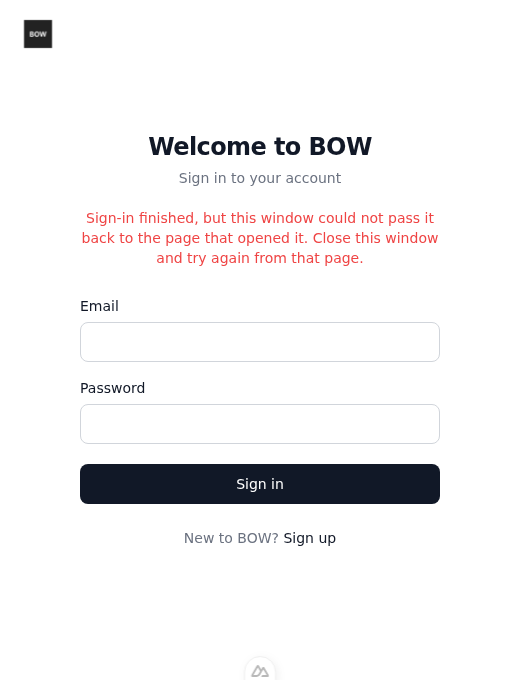 BOW
Welcome to BOW
Sign in to your account
Sign-in finished, but this window could not pass it
back to the page that opened it. Close this window
and try again from that page.
Email
Password
Sign in
New to BOW? Sign up